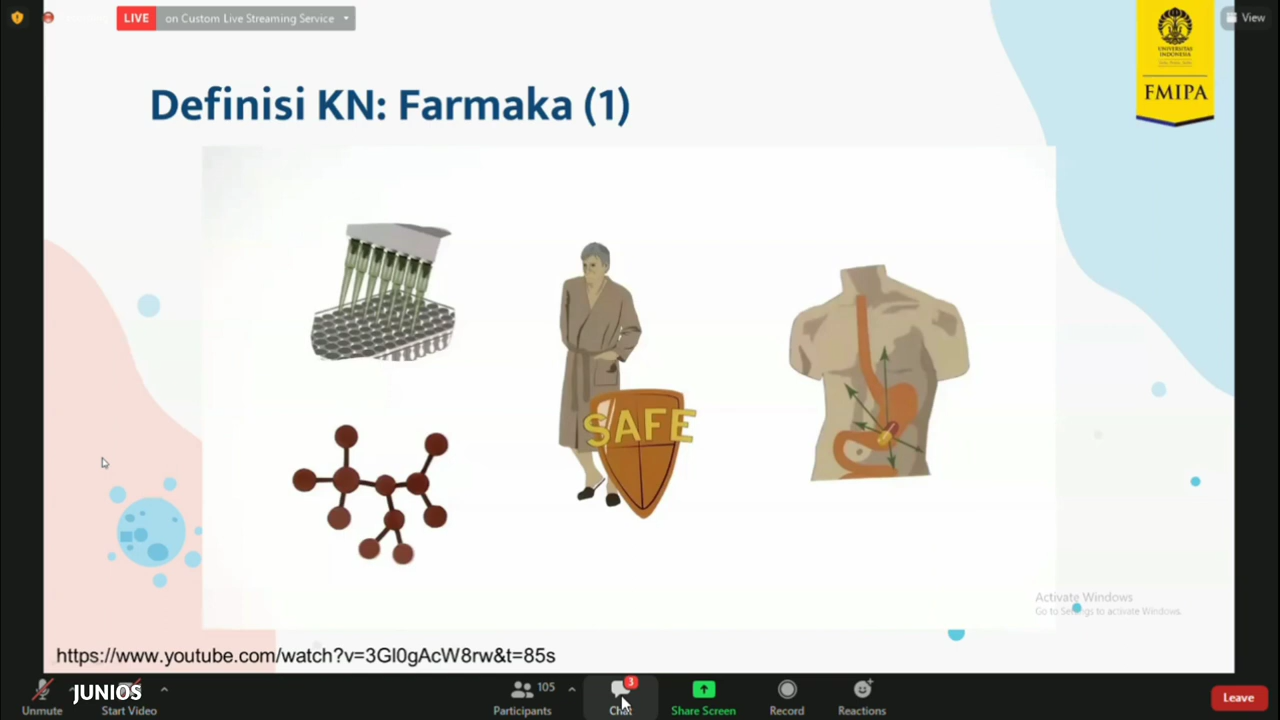 LIVE on Custom Live Streaming Service
View
UNIVERSITAS
INDONESIA
FMIPA
Definisi KN: Farmaka (1)
SAFE
Activate Windows
Go to Settings to activate Windows.
https://www.youtube.com/watch?v=3Gl0gAcW8rw&t=85s
JUNIOS
105
3
Unmute
Start Video
Participants
Chat
Share Screen
Record
Reactions
Leave